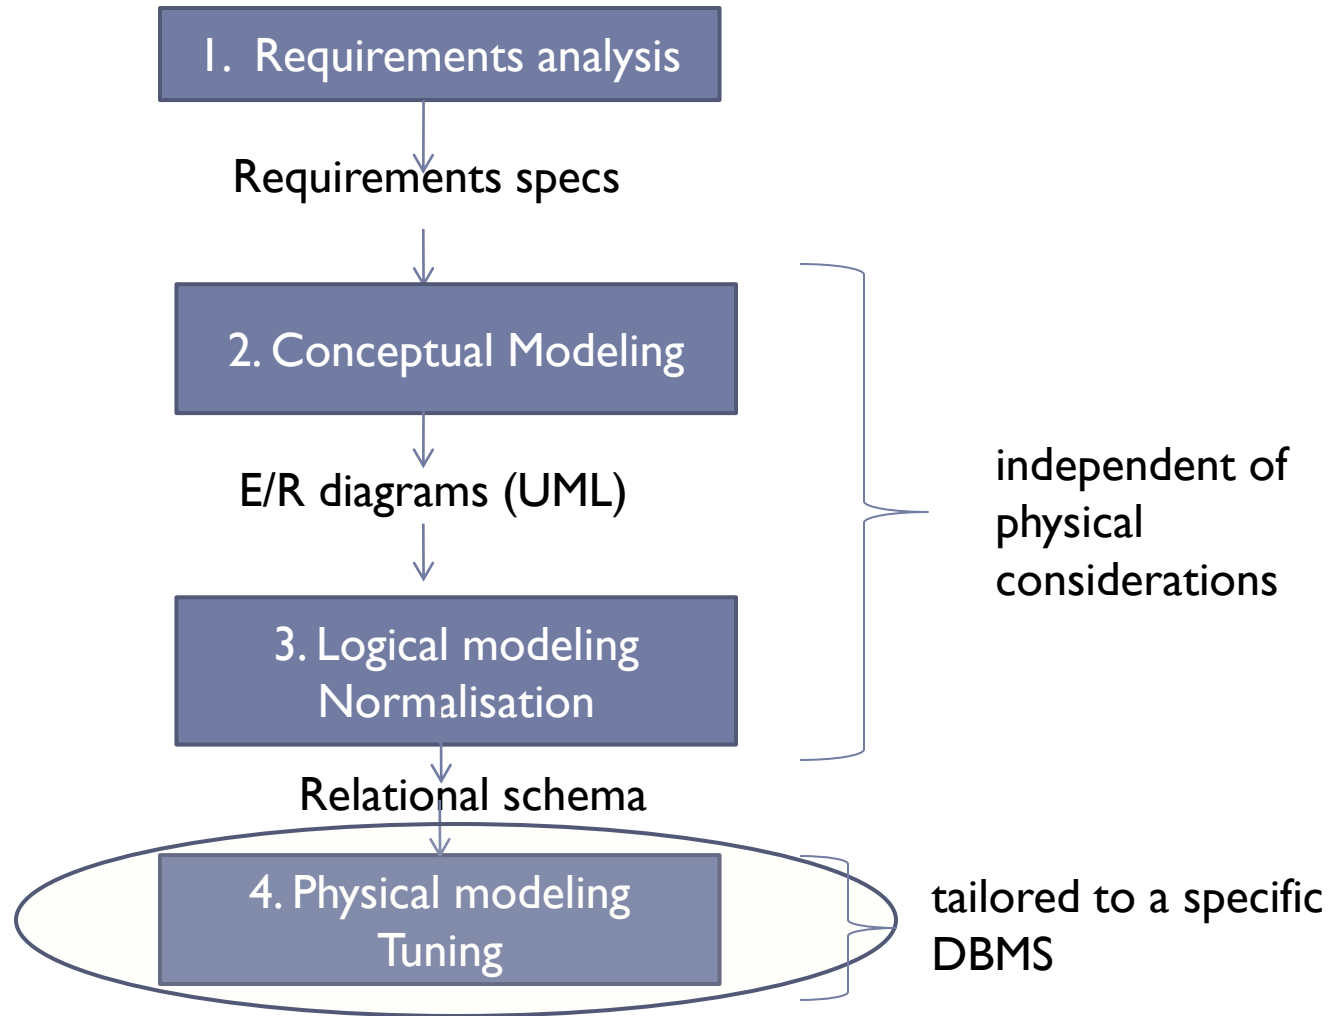 1. Requirements analysis
Requirements specs
2. Conceptual Modeling
E/R diagrams (UML)
independent of
physical
considerations
3. Logical modeling
Normalisation
Relational schema
4. Physical modeling
Tuning
tailored to a specific
DBMS